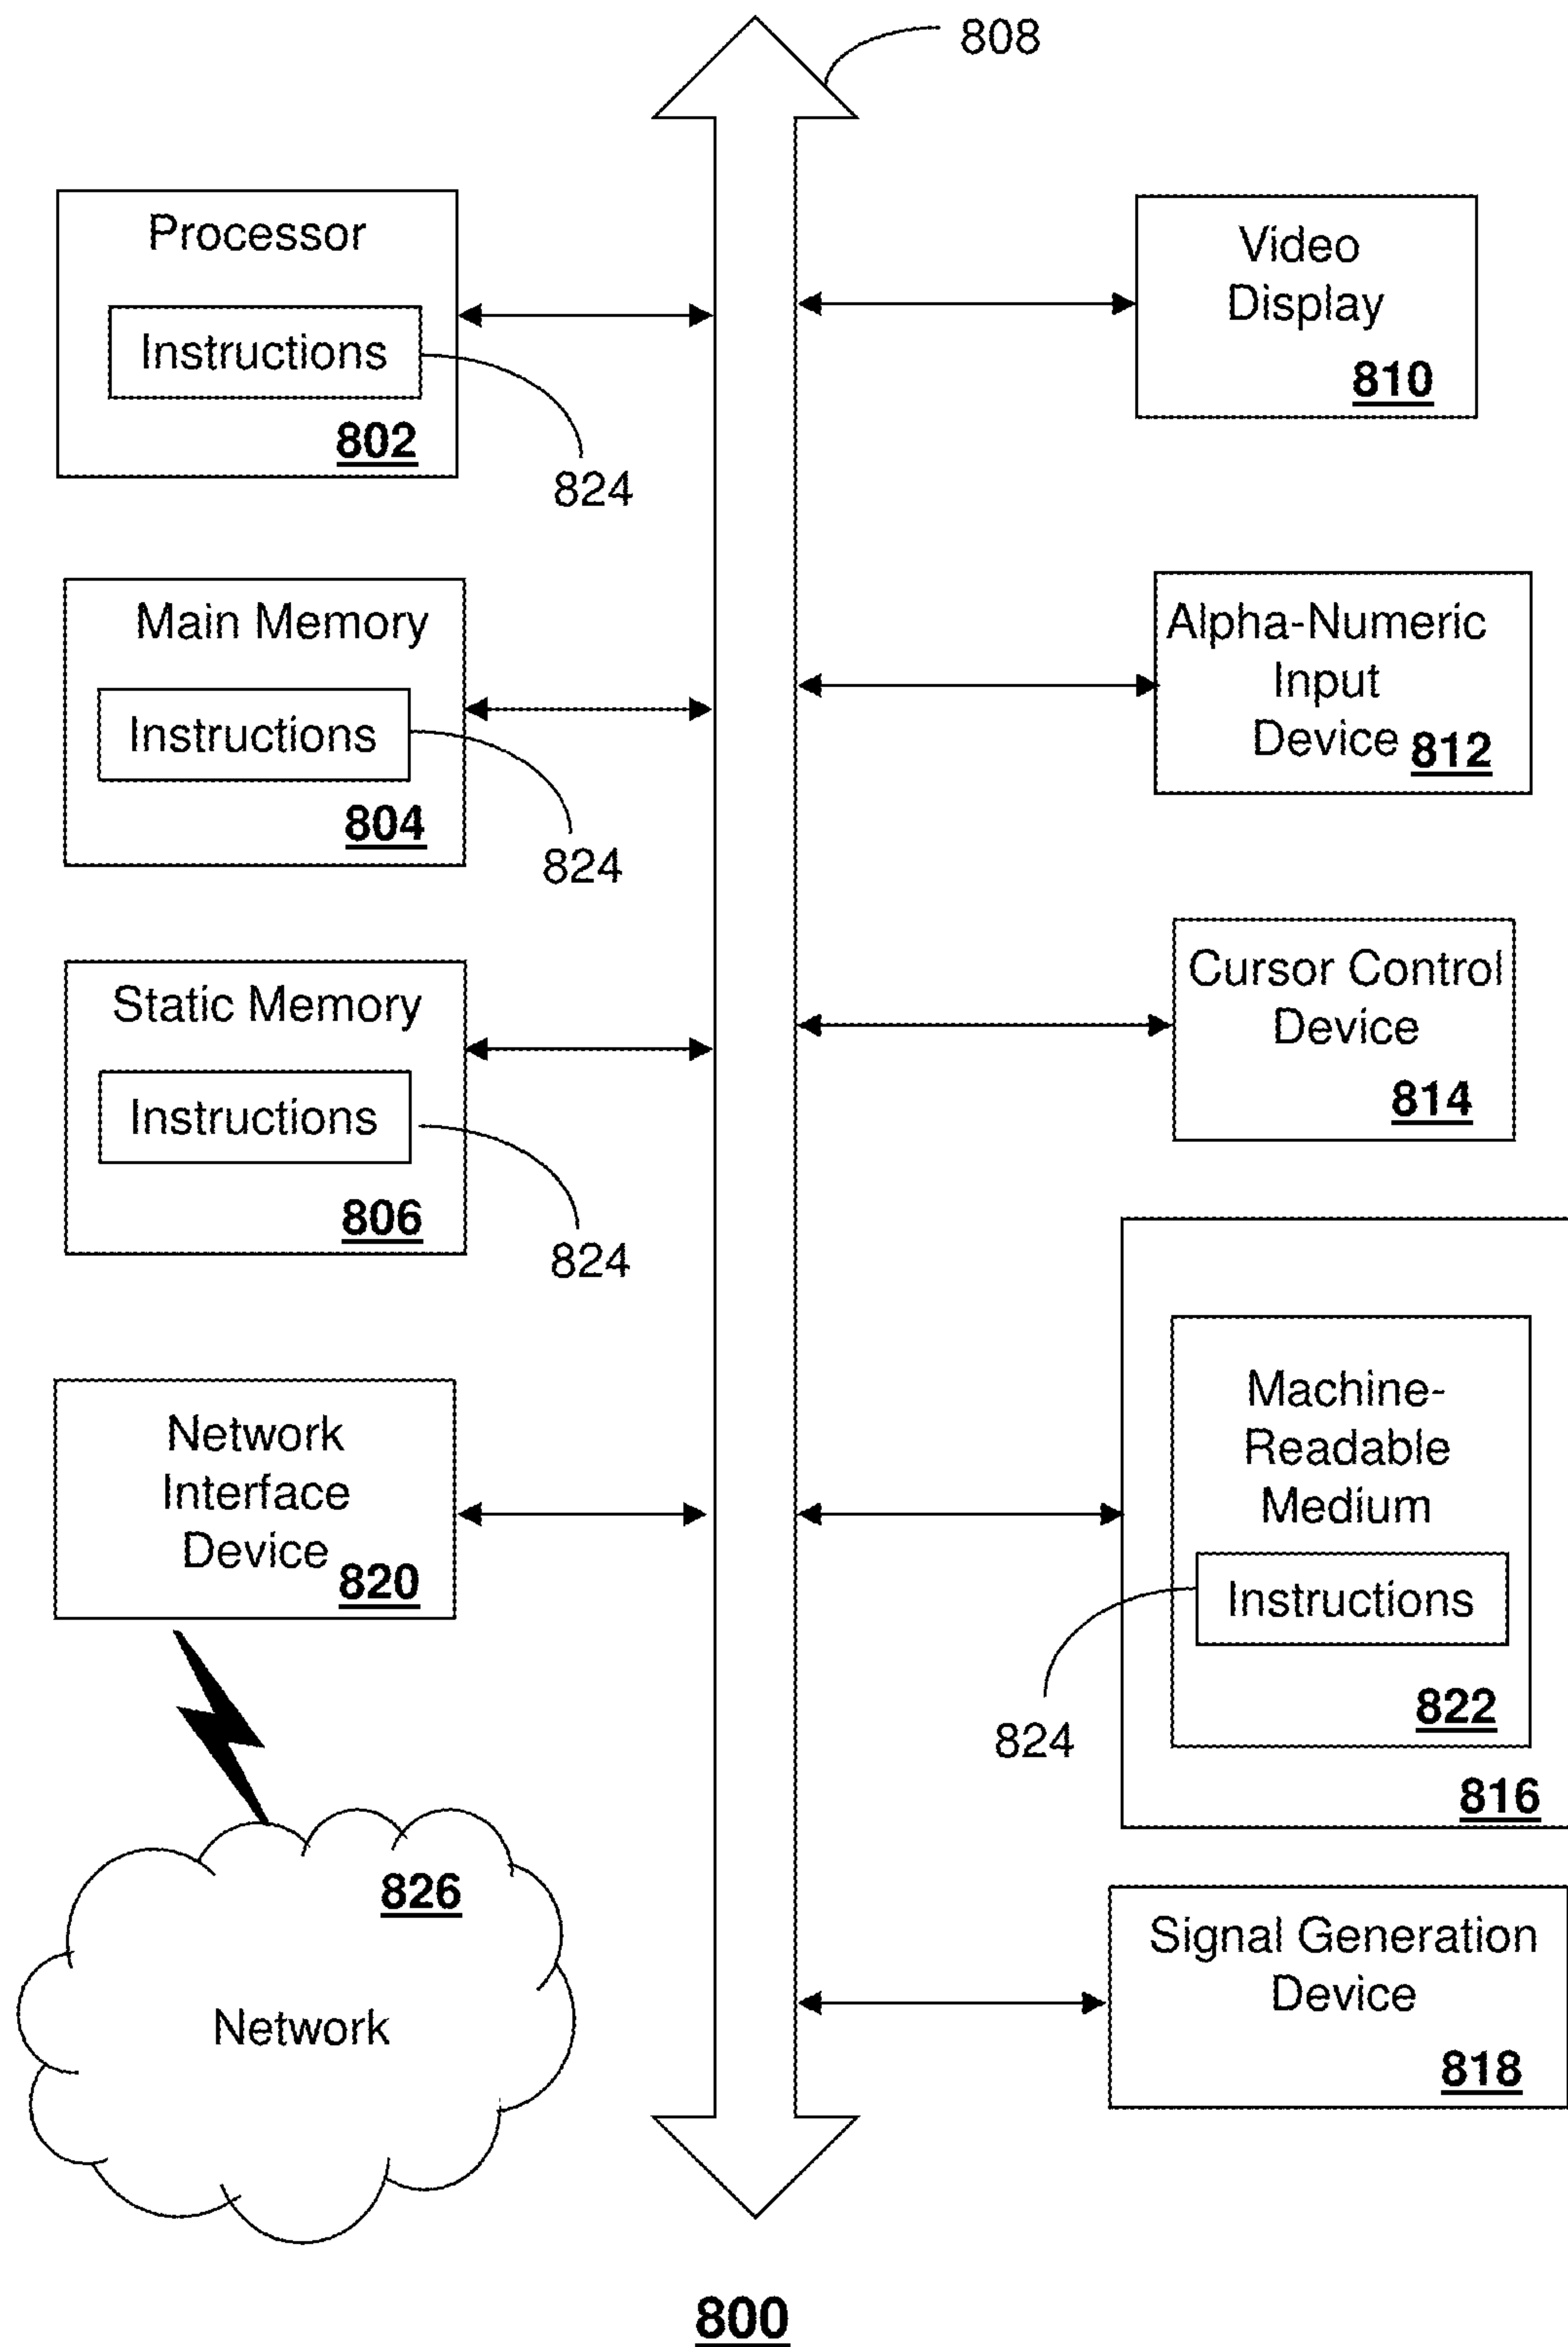 808
Processor
Instructions
802
824
Main Memory
Instructions
804
824
Static Memory
Instructions
806
824
Network
Interface
Device
820
826
Network
Video
Display
810
Alpha-Numeric
Input
Device
812
Cursor Control
Device
814
Machine-
Readable
Medium
Instructions
822
824
816
Signal Generation
Device
818
800